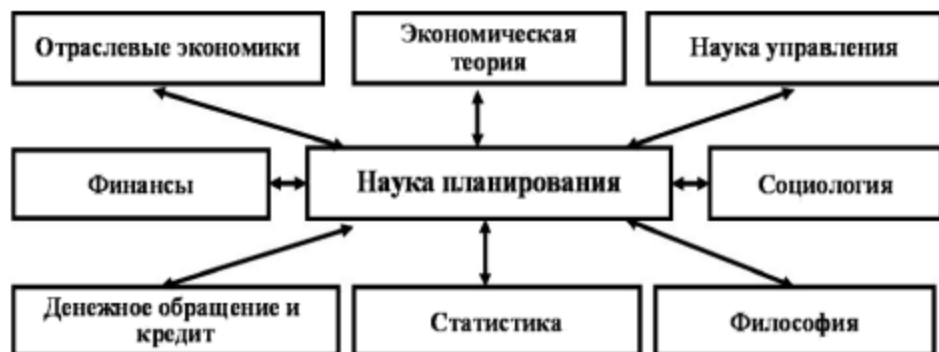 Отраслевые экономики
Экономическая
теория
Наука управления
Финансы
Наука планирования
Социология
Денежное обращение и
кредит
Статистика
Философия